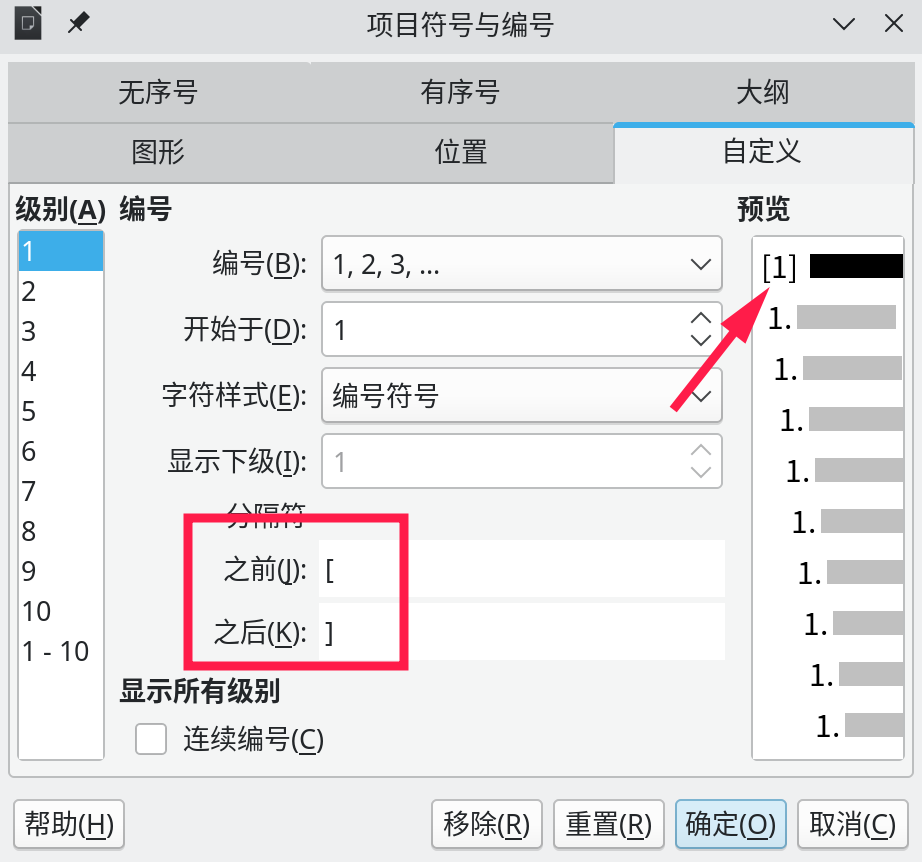 项目符号与编号
无序号 有序号 大纲
图形 位置 自定义
级别(A) 编号 预览
1
2
3
4
5
6
7
8
9
10
1 - 10
编号(B): 1, 2, 3, ...
开始于(D): 1
字符样式(E): 编号符号
显示下级(I): 1
分隔符
之前(J): [
之后(K): ]
显示所有级别
连续编号(C)
[1]
1.
1.
1.
1.
1.
1.
1.
1.
1.
帮助(H) 移除(R) 重置(R) 确定(O) 取消(C)